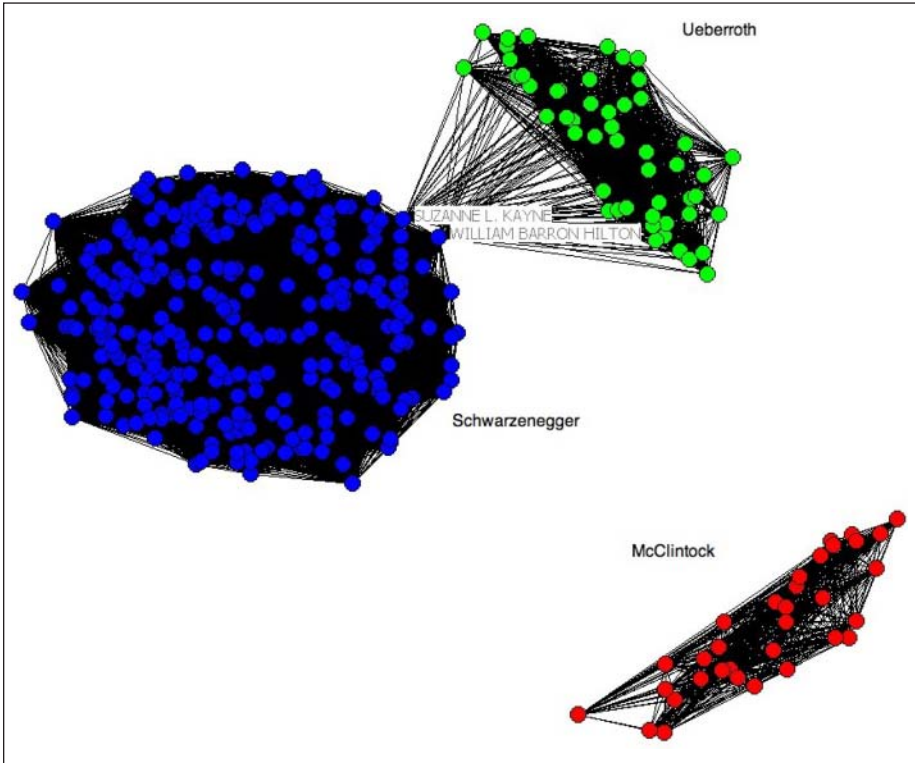 Ueberroth
SUZANNE L. KAYNE
WILLIAM BARRON HILTON
Schwarzenegger
McClintock